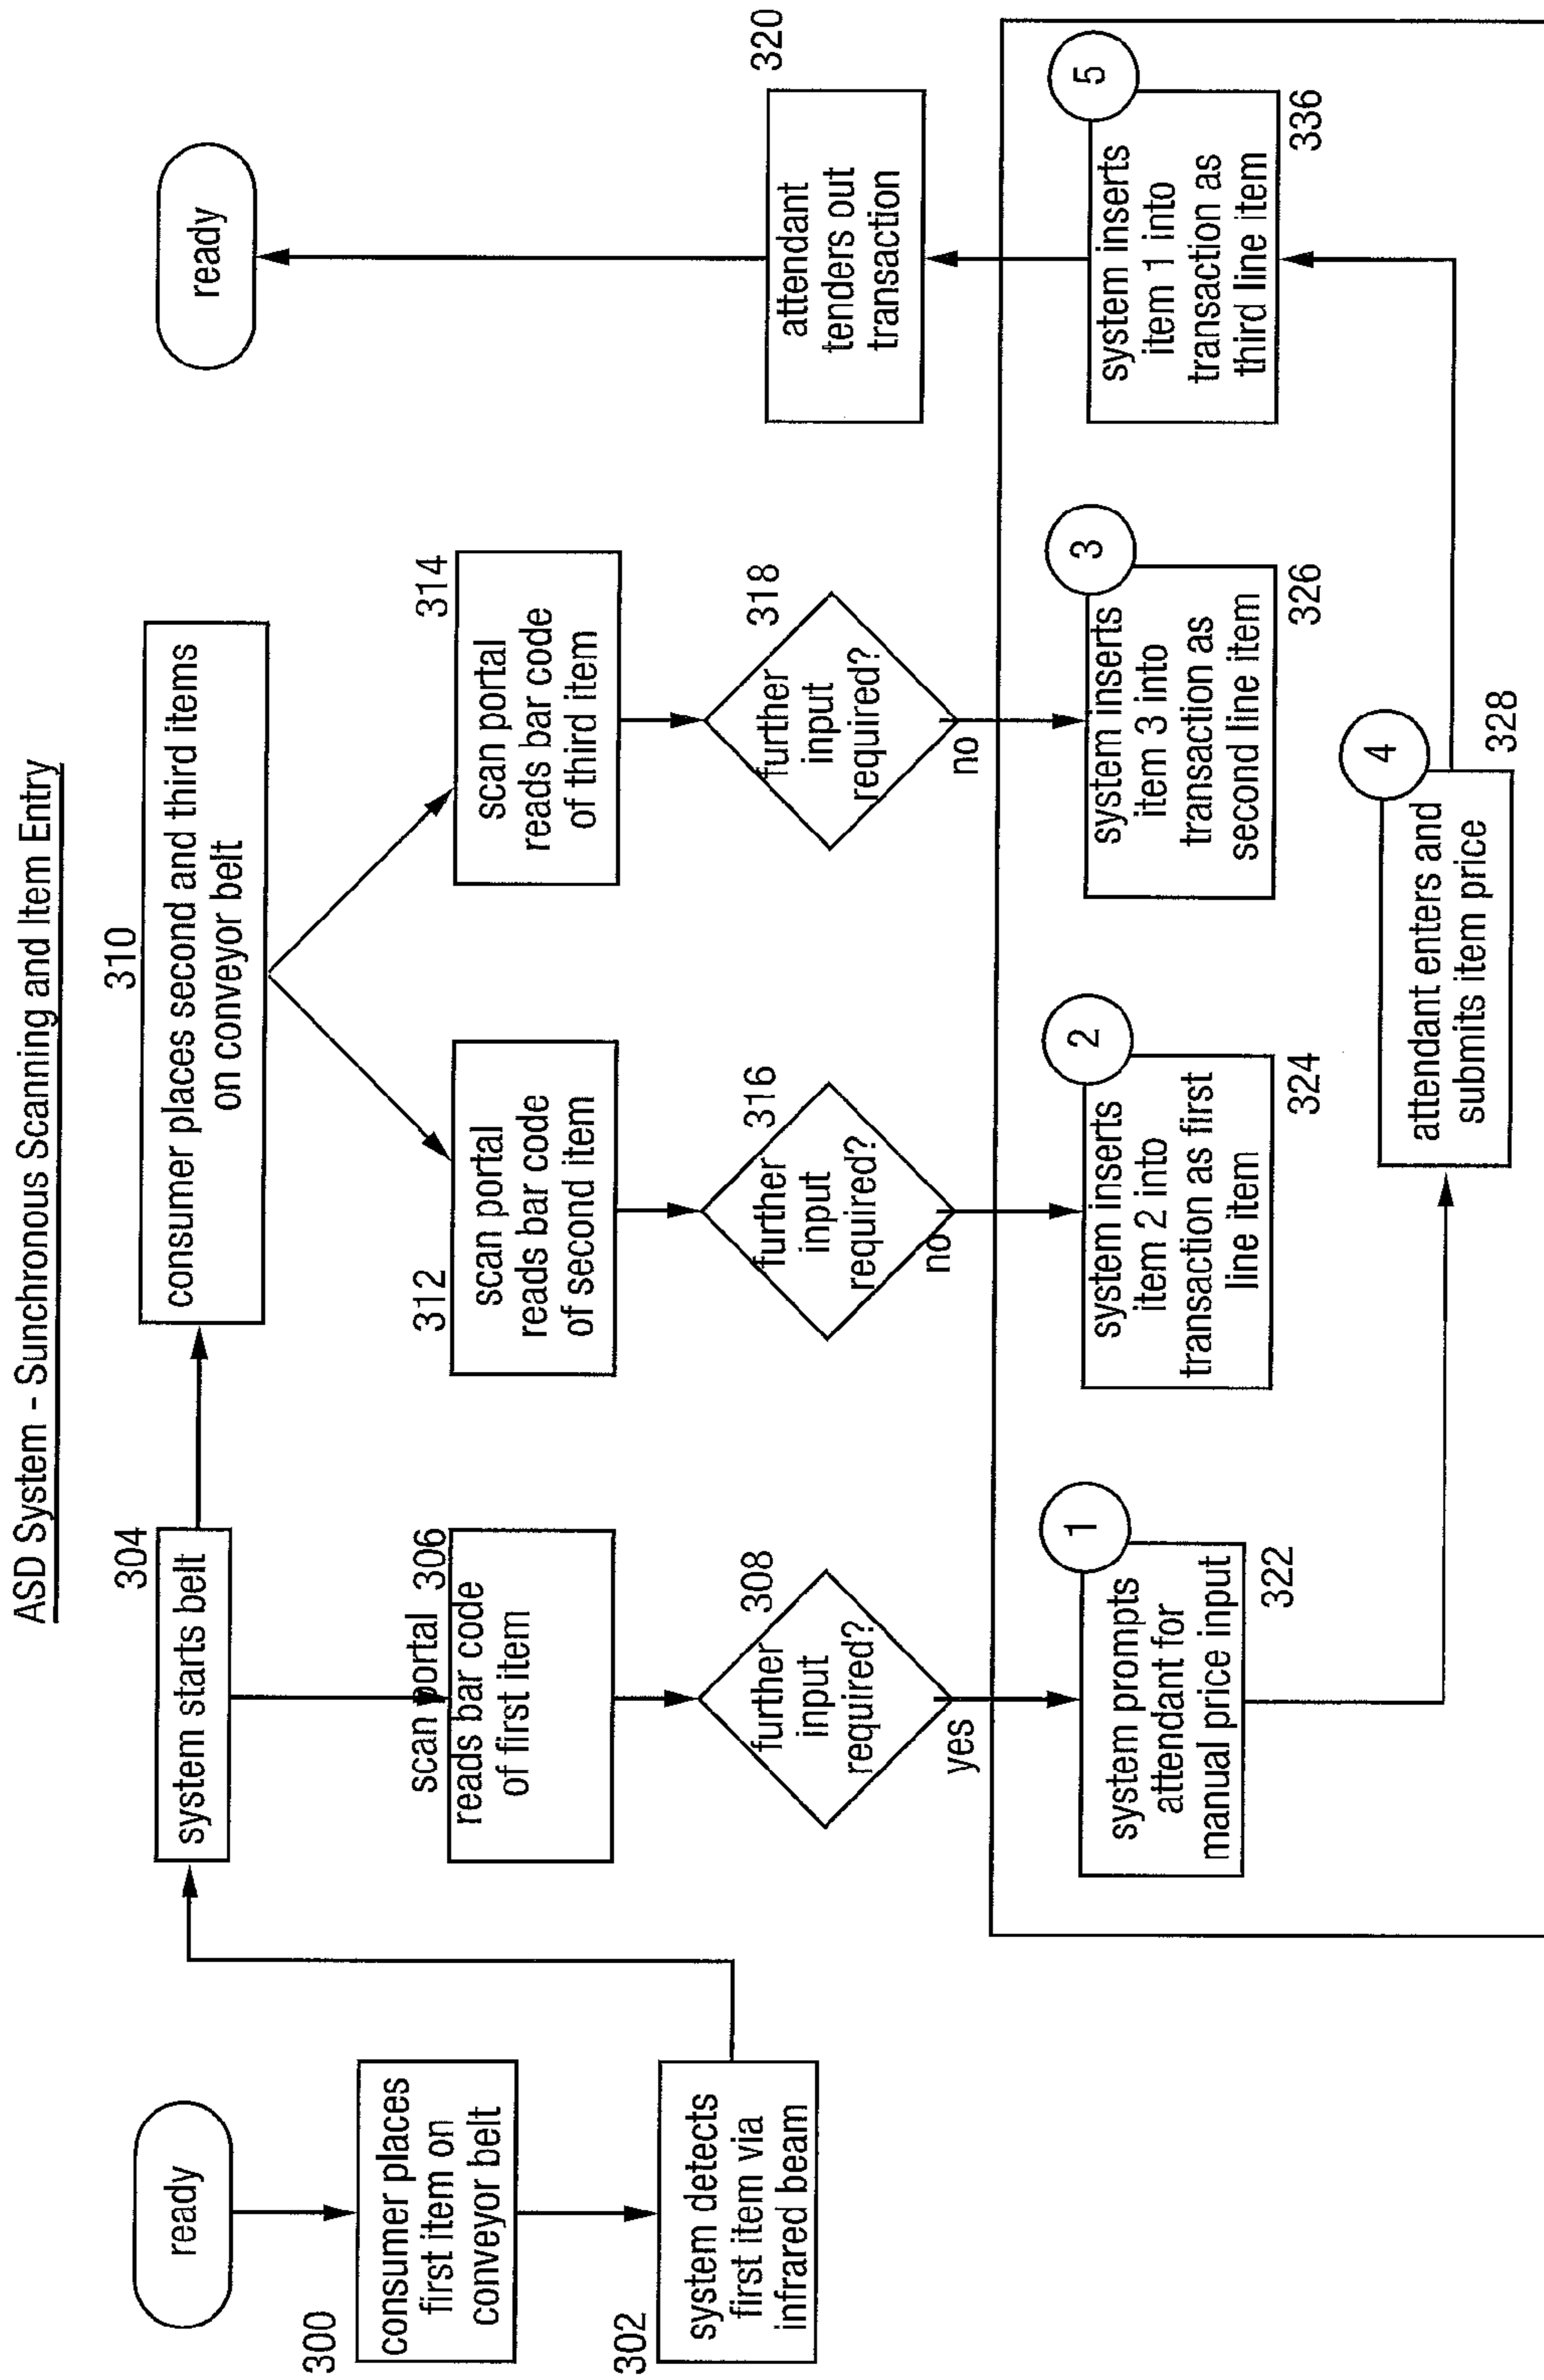 ASD System - Sunchronous Scanning and Item Entry
ready
300
consumer places
first item on
conveyor belt
302
system detects
first item via
infrared beam
304
system starts belt
scan portal 306
reads bar code
of first item
308
further
input
required?
yes
310
consumer places second and third items
on conveyor belt
312
scan portal
reads bar code
of second item
316
further
input
required?
no
314
scan portal
reads bar code
of third item
318
further
input
required?
no
ready
320
attendant
tenders out
transaction
1
system prompts
attendant for
manual price input
322
2
system inserts
item 2 into
transaction as first
line item
324
3
system inserts
item 3 into
transaction as
second line item
326
4
attendant enters and
submits item price
328
5
system inserts
item 1 into
transaction as
third line item
336